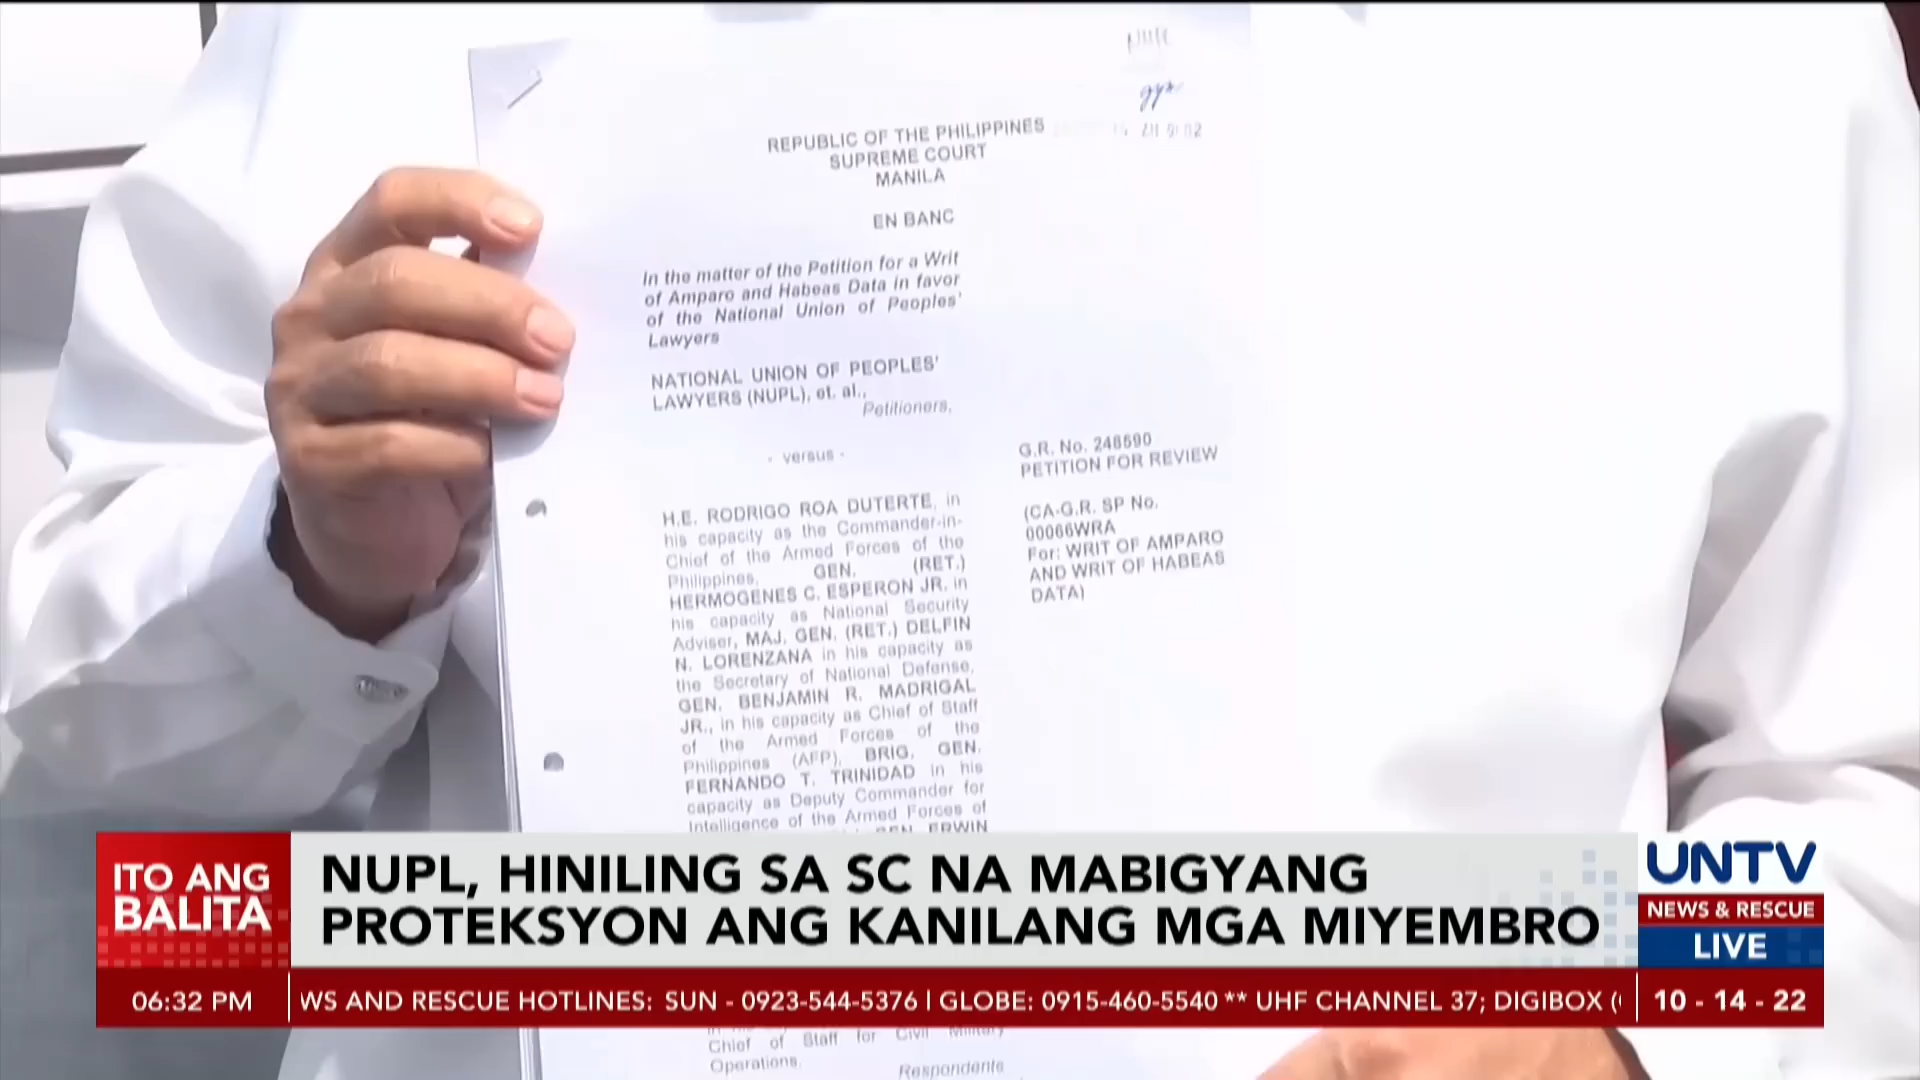 REPUBLIC OF THE PHILIPPINES
SUPREME COURT
MANILA
EN BANC
In the matter of the Petition for a Writ
of Amparo and Habeas Data in favor
of the National Union of Peoples'
Lawyers
NATIONAL UNION OF PEOPLES'
LAWYERS (NUPL), et. al.,
Petitioners,
- versus -
G.R. No. 248590
PETITION FOR REVIEW
(CA-G.R. SP No.
00066WRA
For: WRIT OF AMPARO
AND WRIT OF HABEAS
DATA)
H.E. RODRIGO ROA DUTERTE, in
his capacity as the Commander-in-
Chief of the Armed Forces of the
Philippines, GEN. (RET.)
HERMOGENES C. ESPERON JR. in
his capacity as National Security
Adviser, MAJ. GEN. (RET.) DELFIN
N. LORENZANA in his capacity as
the Secretary of National Defense,
GEN. BENJAMIN R. MADRIGAL
JR., in his capacity as Chief of Staff
of the Armed Forces of the
Philippines (AFP), BRIG. GEN.
FERNANDO T. TRINIDAD in his
capacity as Deputy Commander for
Intelligence of the Armed Forces of
GEN. ERWIN
ITO ANG
BALITA
NUPL, HINILING SA SC NA MABIGYANG
PROTEKSYON ANG KANILANG MGA MIYEMBRO
UNTV
NEWS & RESCUE
LIVE
06:32 PM
WS AND RESCUE HOTLINES: SUN - 0923-544-5376 | GLOBE: 0915-460-5540 ** UHF CHANNEL 37; DIGIBOX (
10 - 14 - 22
Chief of Staff for Civil Military
Operations.
Respondents